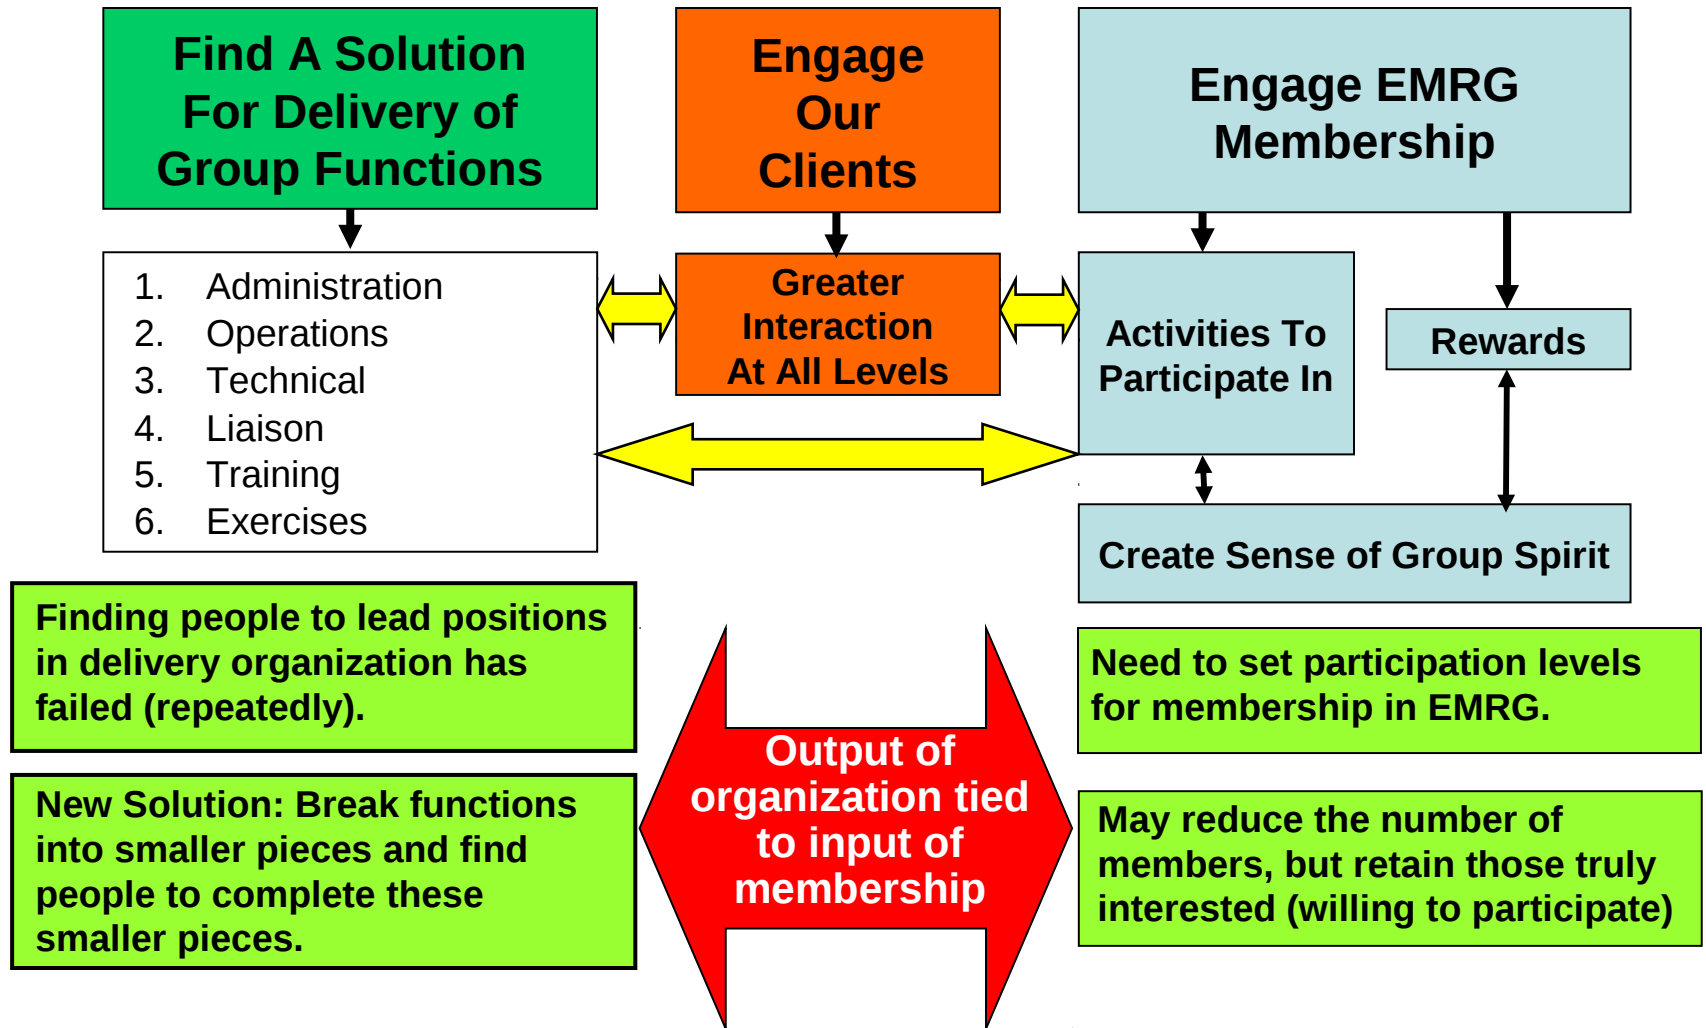 Find A Solution
For Delivery of
Group Functions
Engage
Our
Clients
Engage EMRG
Membership
1. Administration
2. Operations
3. Technical
4. Liaison
5. Training
6. Exercises
Greater
Interaction
At All Levels
Activities To
Participate In
Rewards
Create Sense of Group Spirit
Finding people to lead positions
in delivery organization has
failed (repeatedly).
New Solution: Break functions
into smaller pieces and find
people to complete these
smaller pieces.
Output of
organization tied
to input of
membership
Need to set participation levels
for membership in EMRG.
May reduce the number of
members, but retain those truly
interested (willing to participate)